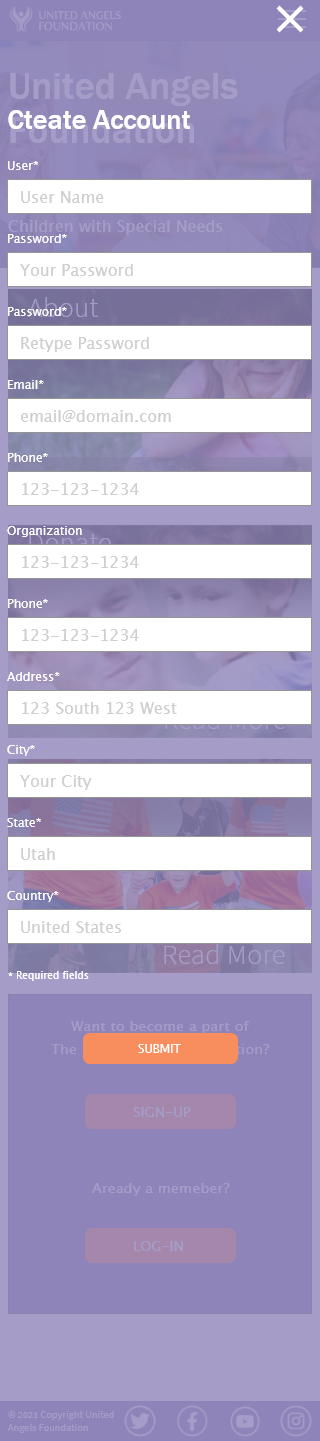 UNITED ANGELS
FOUNDATION
United Angels
Cteate Account
Foundation
User*
User Name
Children with Special Needs
Password*
Your Password
About
Password*
Retype Password
Email*
email@domain.com
Phone*
123-123-1234
Organization
Donate
123-123-1234
Phone*
123-123-1234
Address*
123 South 123 West
Read More
City*
Your City
State*
Utah
Country*
United States
Read More
* Required fields
Want to become a part of
The
tion?
SUBMIT
SIGN-UP
Aready a memeber?
LOG-IN
© 2021 Copyright United
Angels Foundation